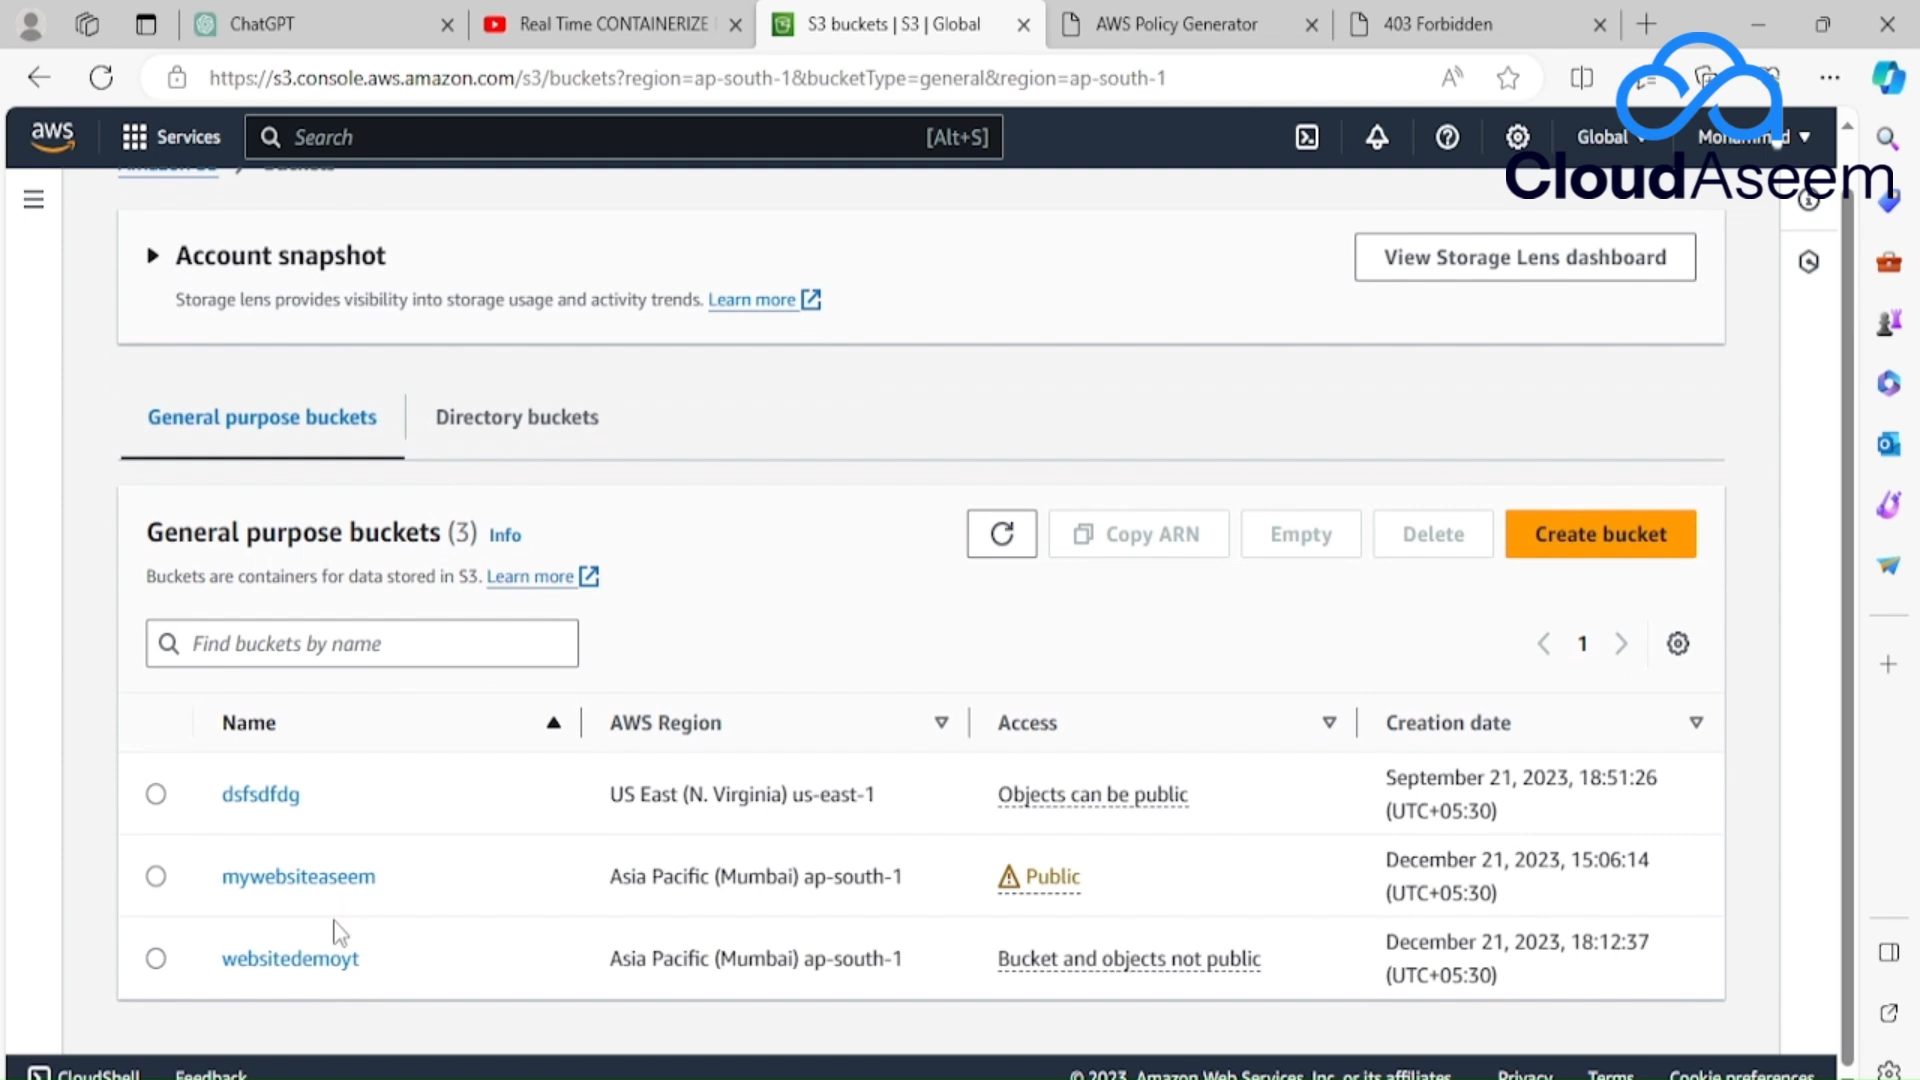 ChatGPT
Real Time CONTAINERIZE
S3 buckets | S3 | Global
AWS Policy Generator
403 Forbidden
https://s3.console.aws.amazon.com/s3/buckets?region=ap-south-1&bucketType=general&region=ap-south-1
aws
Services
Search
[Alt+S]
Global
CloudAseem
Account snapshot
View Storage Lens dashboard
Storage lens provides visibility into storage usage and activity trends. Learn more
General purpose buckets
Directory buckets
General purpose buckets (3) Info
Copy ARN
Empty
Delete
Create bucket
Buckets are containers for data stored in S3. Learn more
Find buckets by name
1
Name
AWS Region
Access
Creation date
dsfsdfdg
US East (N. Virginia) us-east-1
Objects can be public
September 21, 2023, 18:51:26
(UTC+05:30)
mywebsiteaseem
Asia Pacific (Mumbai) ap-south-1
Public
December 21, 2023, 15:06:14
(UTC+05:30)
websitedemoyt
Asia Pacific (Mumbai) ap-south-1
Bucket and objects not public
December 21, 2023, 18:12:37
(UTC+05:30)
CloudShell
Feedback
© 2023, Amazon Web Services, Inc. or its affiliates.
Privacy
Terms
Cookie preferences